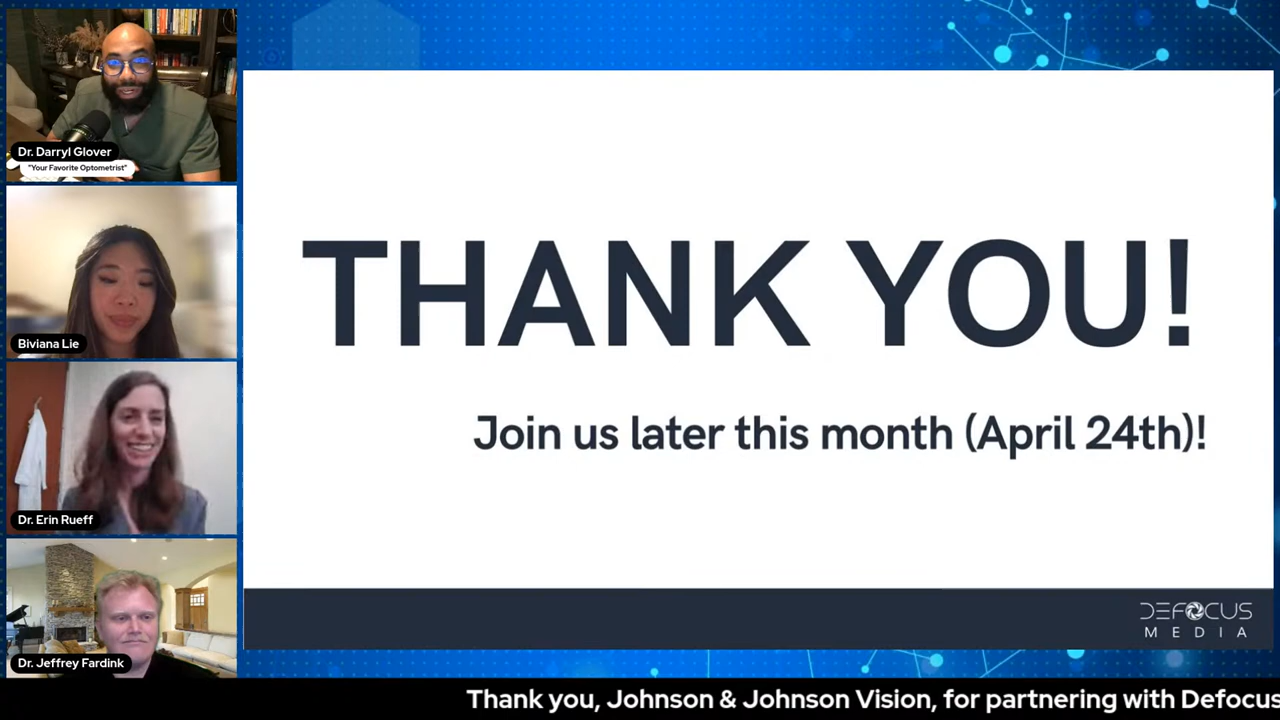 Dr. Darryl Glover
"Your Favorite Optometrist"
Biviana Lie
Dr. Erin Rueff
Dr. Jeffrey Fardink
THANK YOU!
Join us later this month (April 24th)!
DEFOCUS
MEDIA
Thank you, Johnson & Johnson Vision, for partnering with Defocus